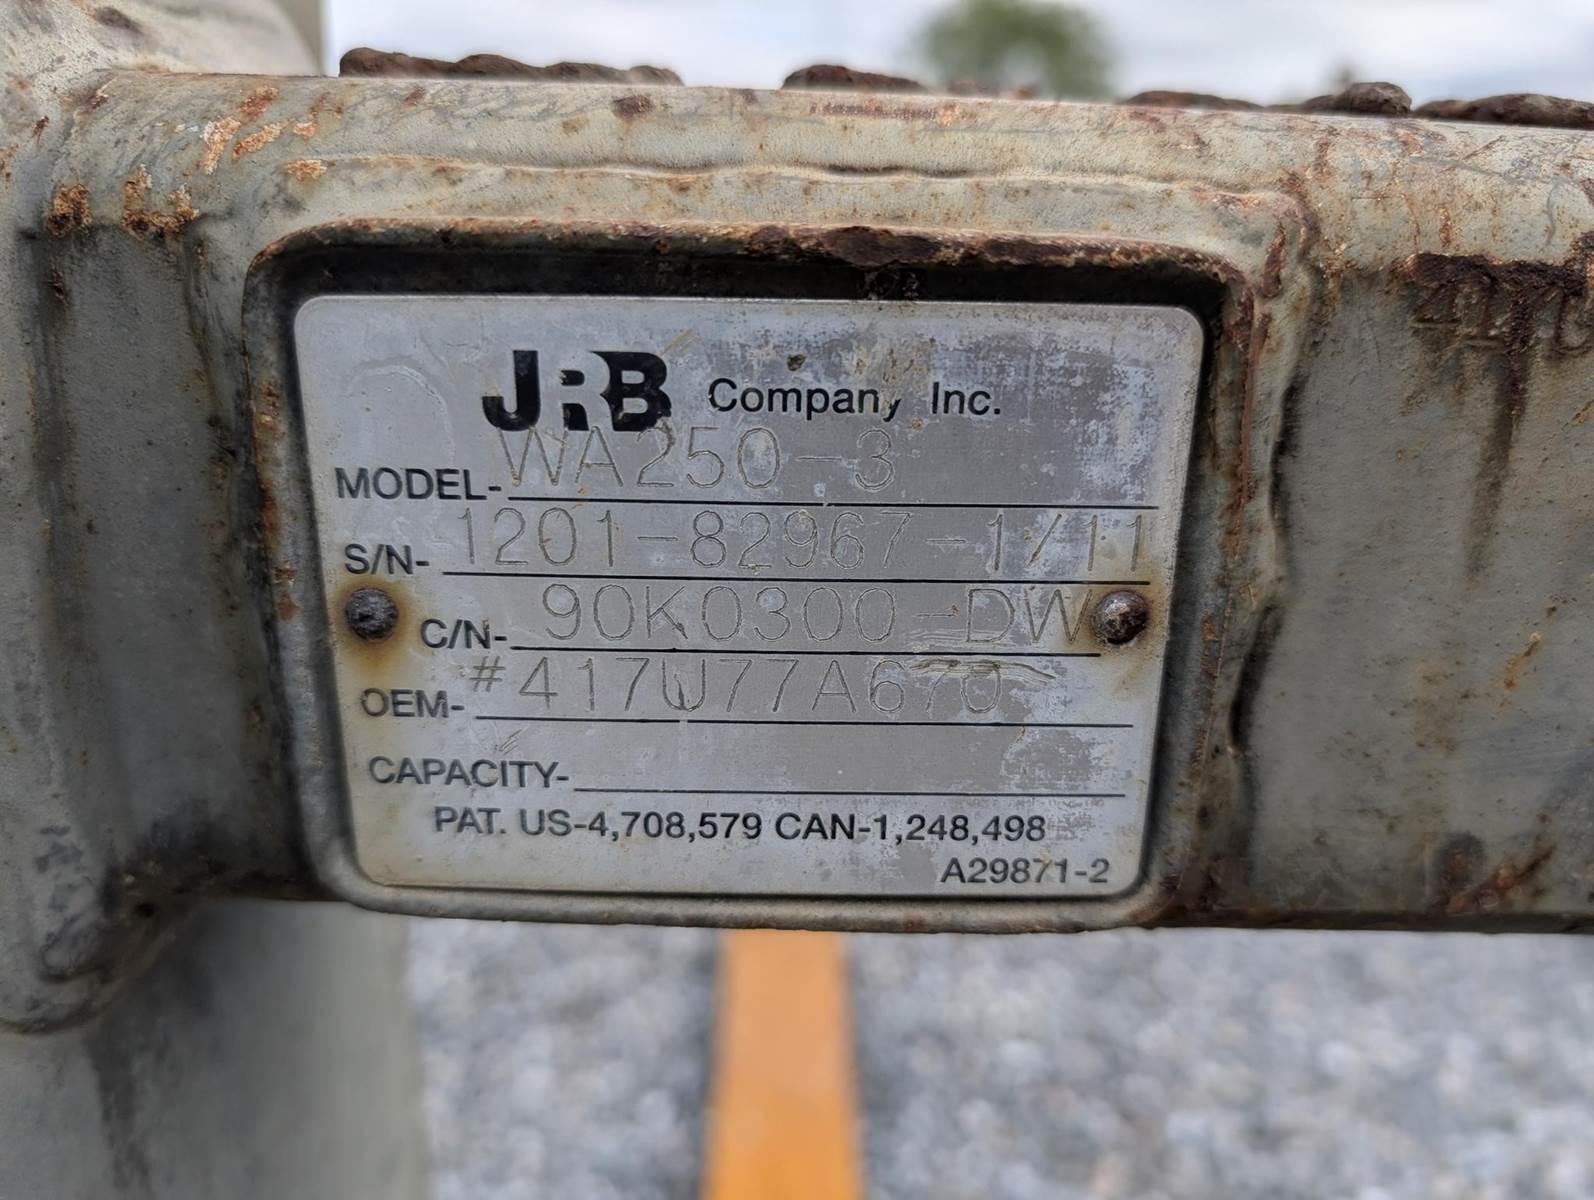 JRB Company, Inc.
MODEL- WA250-3
S/N- 1201-82967-1/11
C/N- 90K0300-DW
OEM- #417U77A670
CAPACITY-
PAT. US-4,708,579 CAN-1,248,498
A29871-2